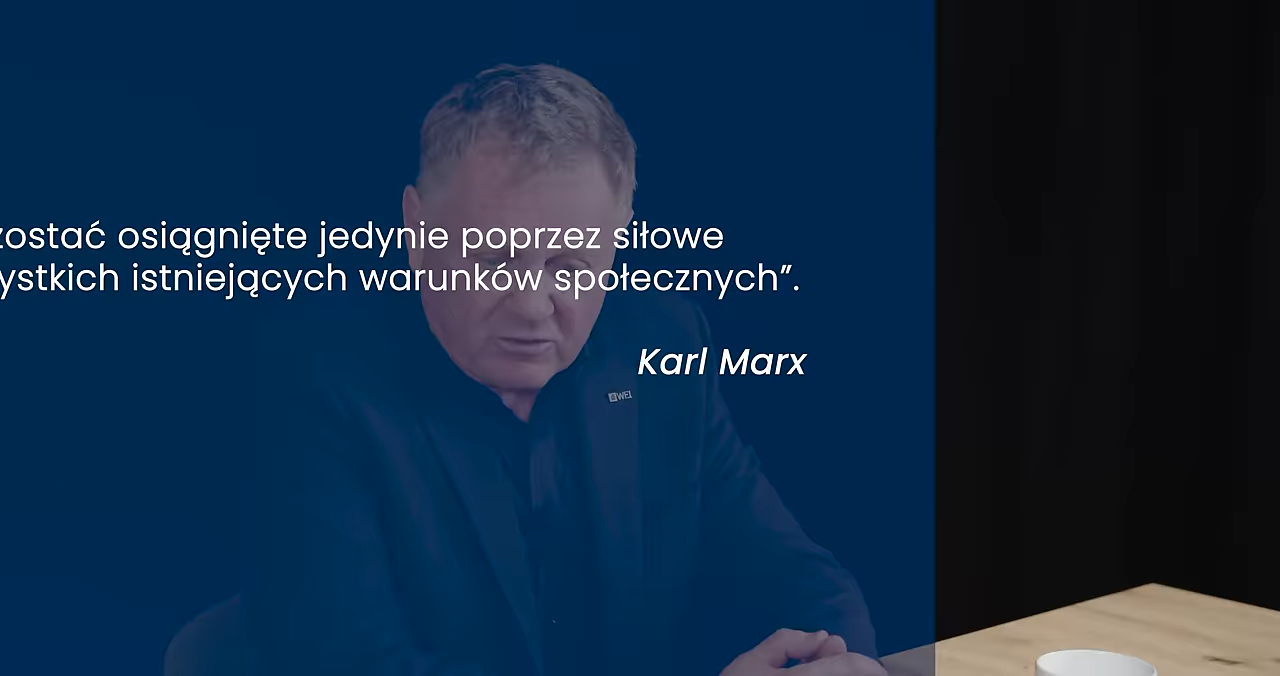 zostać osiągnięte jedynie poprzez siłowe
ystkich istniejących warunków społecznych”.
Karl Marx